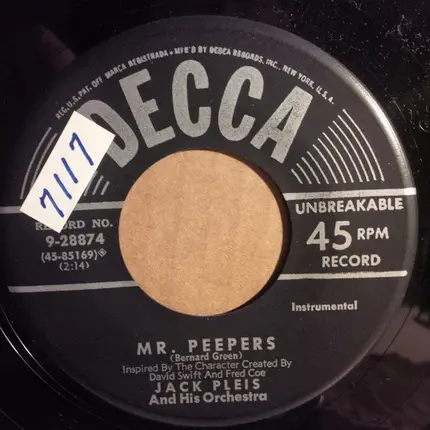 REG. U.S. PAT. OFF. MARCA REGISTRADA • MF'D BY DECCA RECORDS, INC., NEW YORK, U.S.A.
DECCA
7117
RECORD NO.
9-28874
(45-85169)
(2:14)
UNBREAKABLE
45 RPM
RECORD
Instrumental
MR. PEEPERS
(Bernard Green)
Inspired By The Character Created By
David Swift And Fred Coe
JACK PLEIS
And His Orchestra